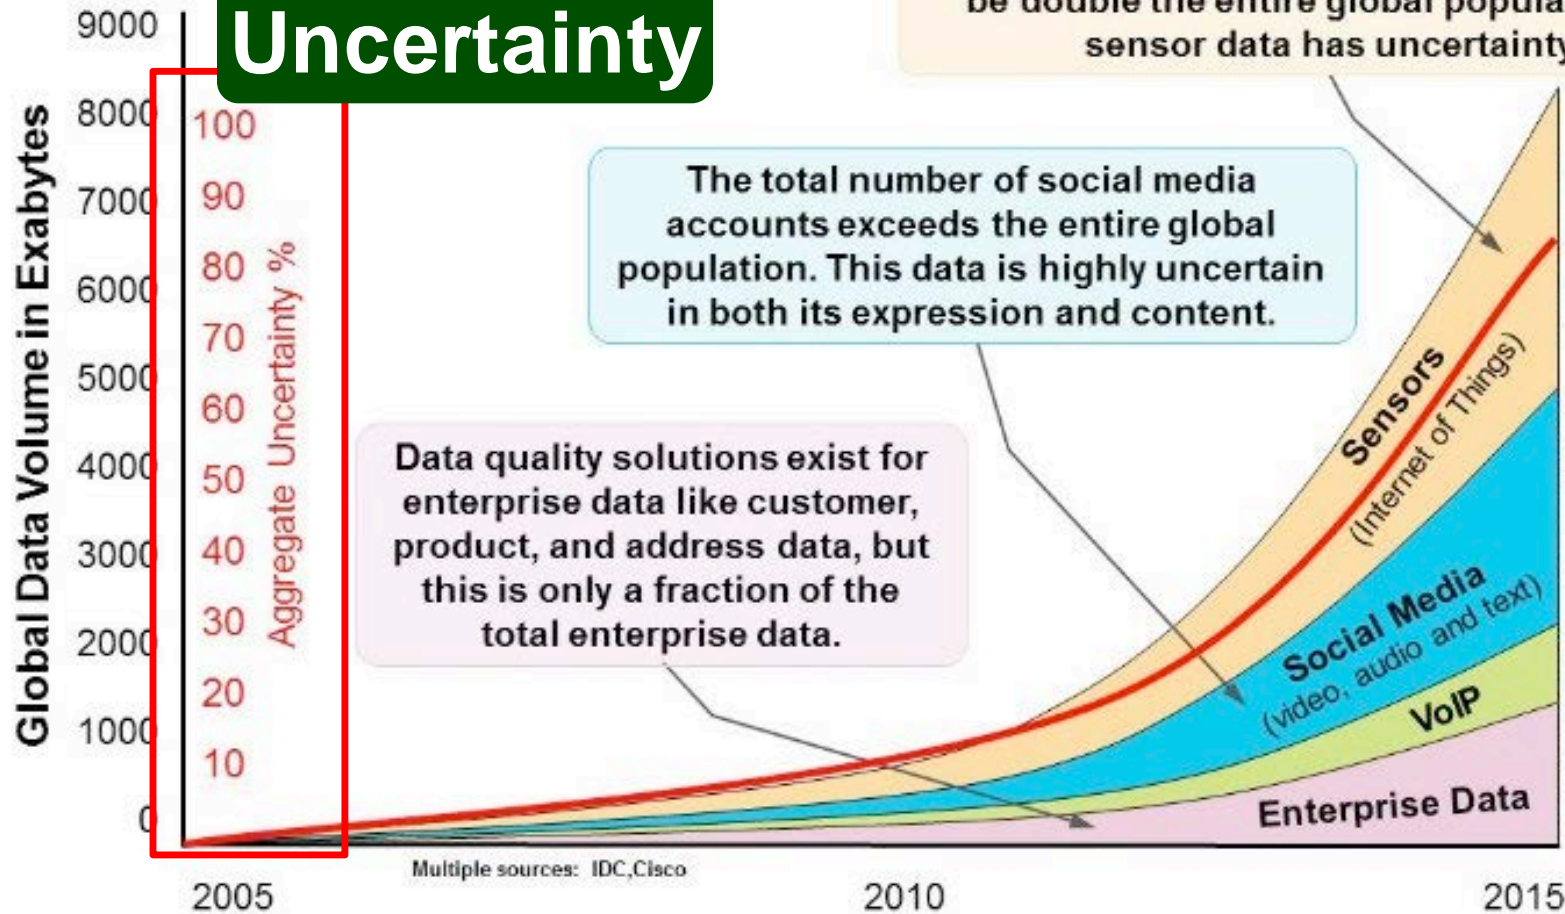 Uncertainty
be double the entire global
sensor data has uncertainty
9000
8000
7000
6000
5000
4000
3000
2000
1000
0
Global Data Volume in Exabytes
100
90
80
70
60
50
40
30
20
10
Aggregate Uncertainty %
The total number of social media
accounts exceeds the entire global
population. This data is highly uncertain
in both its expression and content.
Data quality solutions exist for
enterprise data like customer,
product, and address data, but
this is only a fraction of the
total enterprise data.
Sensors
(Internet of Things)
Social Media
(video, audio and text)
VoIP
Enterprise Data
Multiple sources: IDC,Cisco
2005
2010
2015